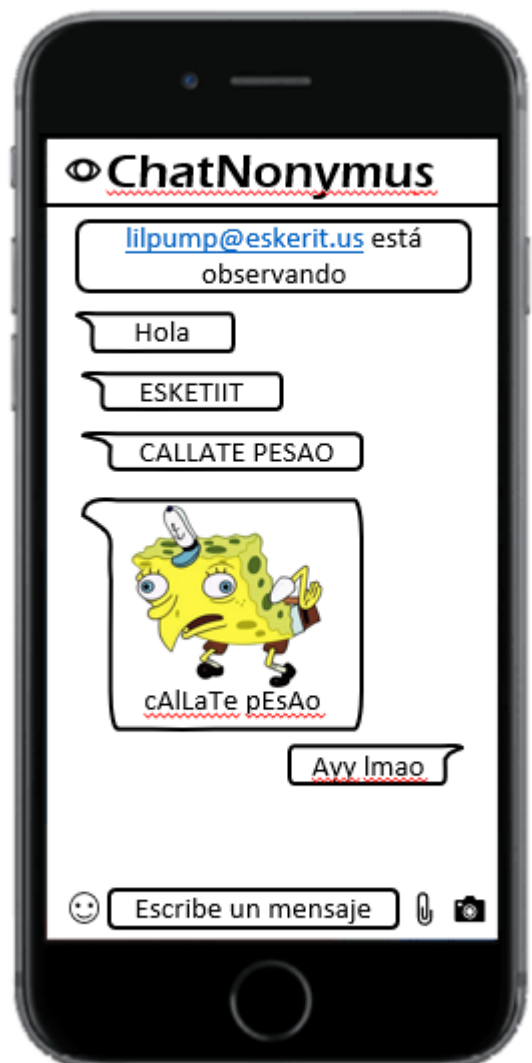 ChatNonymus
lilpump@eskerit.us está
observando
Hola
ESKETIIT
CALLATE PESAO
cAlLaTe pEsAo
Ayy lmao
Escribe un mensaje